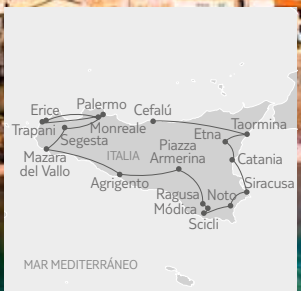 Palermo
Cefalú
Erice
Taormina
Trapani
Monreale
Etna
Segesta
ITALIA
Piazza
Armerina
Catania
Mazara
del Vallo
Agrigento
Siracusa
Ragusa
Noto
Módica
Scicli
MAR MEDITERRÁNEO